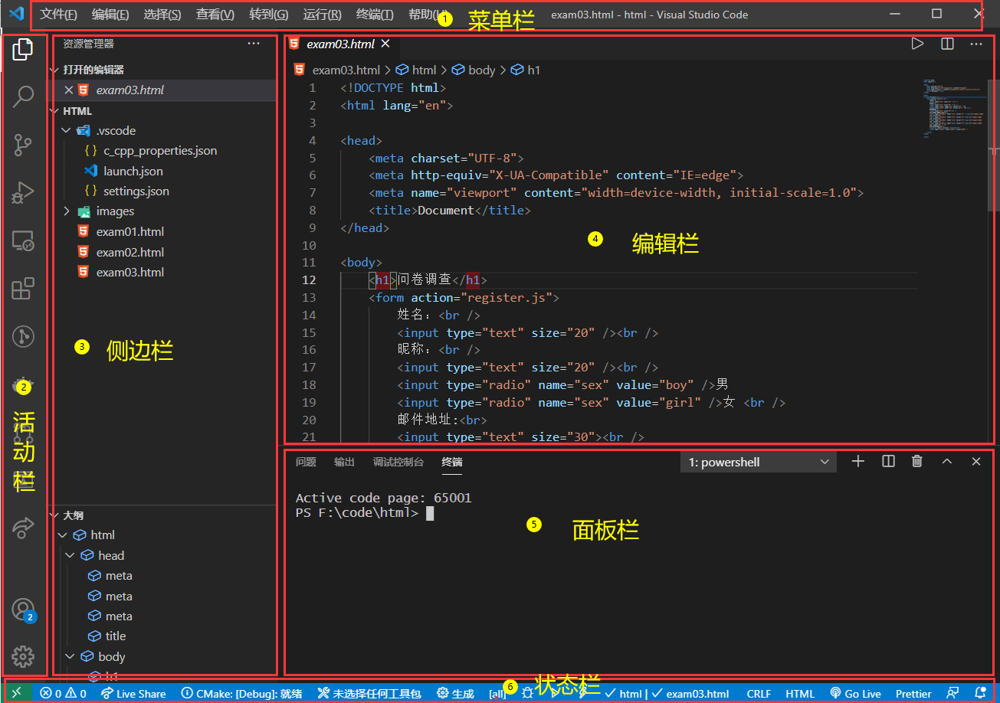 文件(F) 编辑(E) 选择(S) 查看(V) 转到(G) 运行(R) 终端(T) 帮助 1 菜单栏 exam03.html - html - Visual Studio Code
资源管理器 ···
打开的编辑器
exam03.html
HTML
.vscode
{} c_cpp_properties.json
launch.json
{} settings.json
images
exam01.html
exam02.html
exam03.html
3 侧边栏
2
活
动
栏
2
大纲
html
head
meta
meta
meta
title
body
h1
exam03.html
exam03.html > html > body > h1
1 <!DOCTYPE html>
2 <html lang="en">
3
4 <head>
5 <meta charset="UTF-8">
6 <meta http-equiv="X-UA-Compatible" content="IE=edge">
7 <meta name="viewport" content="width=device-width, initial-scale=1.0">
8 <title>Document</title>
9 </head>
10
11 <body>
12 <h1>问卷调查</h1>
13 <form action="register.js">
14 姓名：<br />
15 <input type="text" size="20" /><br />
16 昵称：<br />
17 <input type="text" size="20" /><br />
18 <input type="radio" name="sex" value="boy" />男
19 <input type="radio" name="sex" value="girl" />女 <br />
20 邮件地址:<br>
21 <input type="text" size="30"><br />
4 编辑栏
问题 输出 调试控制台 终端 1: powershell
Active code page: 65001
PS F:\code\html>
5 面板栏
6 状态栏
0 0 Live Share CMake: [Debug]: 就绪 未选择任何工具包 生成 [all] html | exam03.html CRLF HTML Go Live Prettier